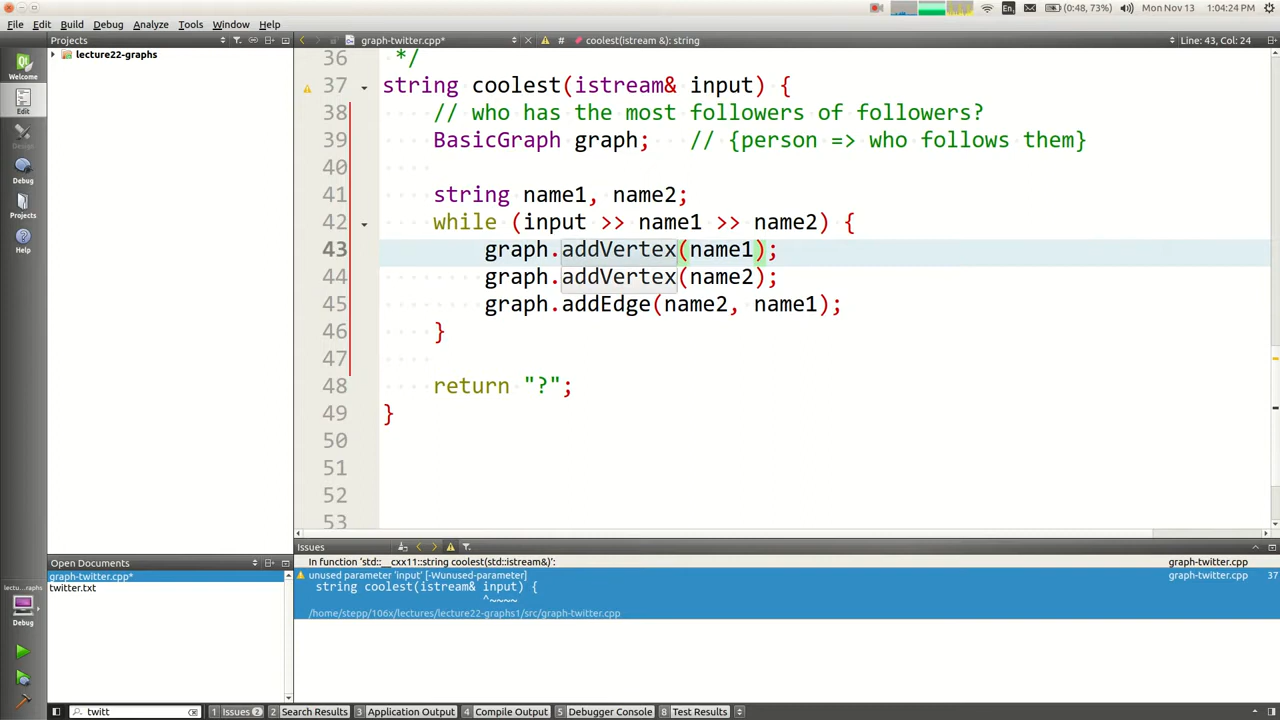 File Edit Build Debug Analyze Tools Window Help
En
(0:48, 73%)
Mon Nov 13 1:04:24 PM
Projects
graph-twitter.cpp*
#
coolest(istream &): string
Line: 43, Col: 24
lecture22-graphs
Welcome
Edit
Design
Debug
Projects
Help
36 */
37 string coolest(istream& input) {
38 // who has the most followers of followers?
39 BasicGraph graph; // {person => who follows them}
40
41 string name1, name2;
42 while (input >> name1 >> name2) {
43 graph.addVertex(name1);
44 graph.addVertex(name2);
45 graph.addEdge(name2, name1);
46 }
47
48 return "?";
49 }
50
51
52
53
Open Documents
graph-twitter.cpp*
twitter.txt
lectu...raphs
Debug
Issues
In function 'std::__cxx11::string coolest(std::istream&)': graph-twitter.cpp
unused parameter 'input' [-Wunused-parameter] graph-twitter.cpp 37
string coolest(istream& input) {
^~~~~
/home/stepp/106x/lectures/lecture22-graphs1/src/graph-twitter.cpp
twitt
1 Issues 2 2 Search Results 3 Application Output 4 Compile Output 5 Debugger Console 8 Test Results